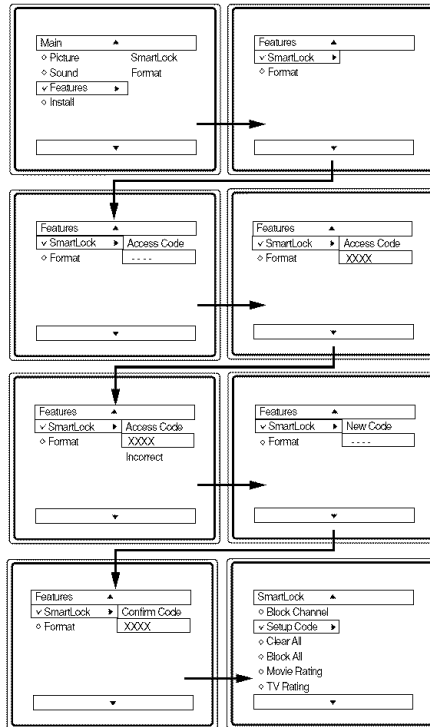 Main
Picture SmartLock
Sound Format
Features
Install
Features
SmartLock
Format
Features
SmartLock Access Code
Format - - - -
Features
SmartLock Access Code
Format XXXX
Features
SmartLock Access Code
Format XXXX
Incorrect
Features
SmartLock New Code
Format - - - -
Features
SmartLock Confirm Code
Format XXXX
SmartLock
Block Channel
Setup Code
Clear All
Block All
Movie Rating
TV Rating